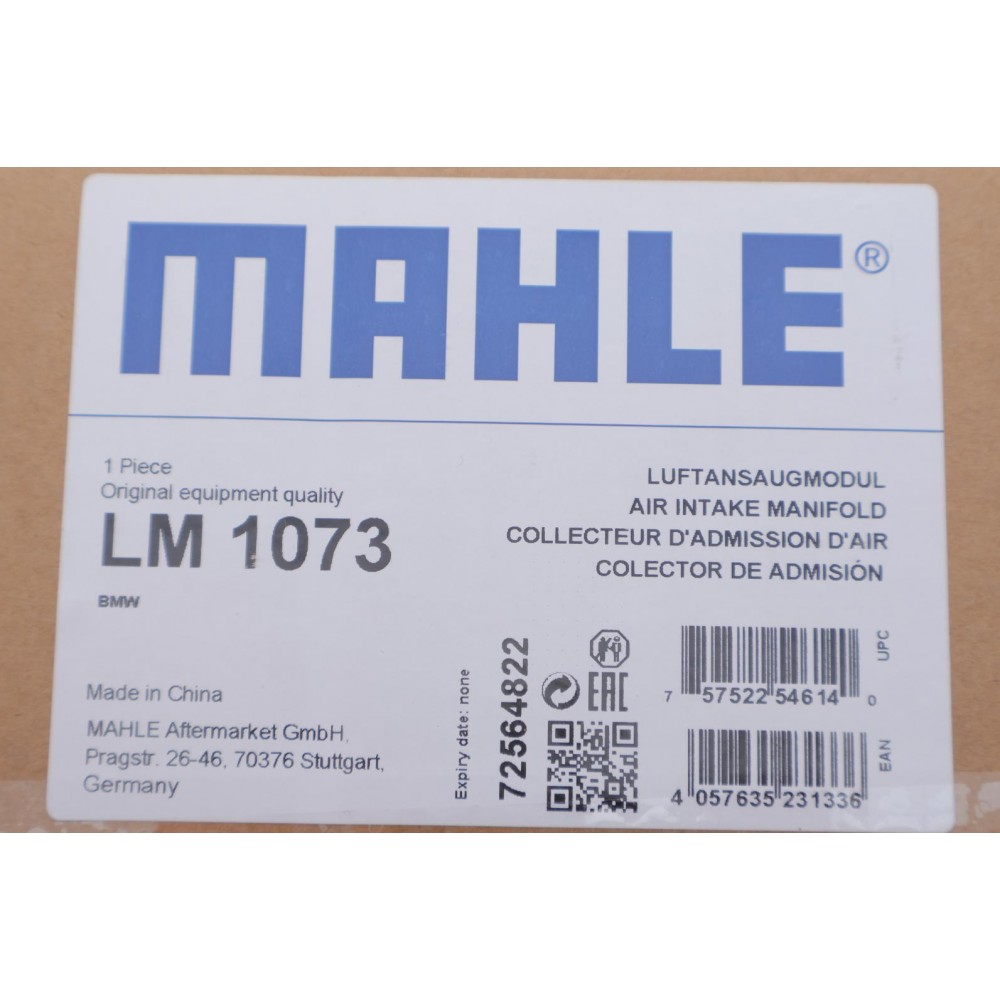 MAHLE®
1 Piece
Original equipment quality
LM 1073
BMW
LUFTANSAUGMODUL
AIR INTAKE MANIFOLD
COLLECTEUR D'ADMISSION D'AIR
COLECTOR DE ADMISIÓN
Made in China
MAHLE Aftermarket GmbH,
Pragstr. 26-46, 70376 Stuttgart,
Germany
Expiry date: none
72564822
EAC
7 57522 54614 0
UPC
4 057635 231336
EAN